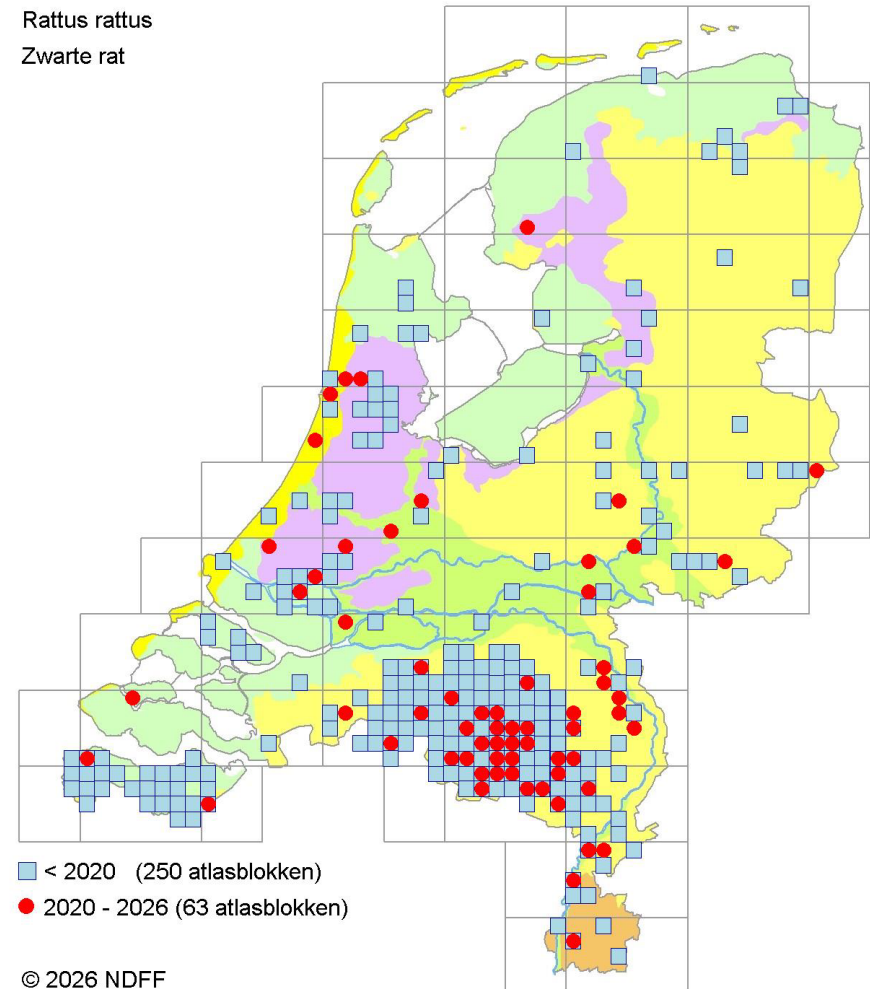 Rattus rattus
Zwarte rat
< 2020 (250 atlasblokken)
2020 - 2026 (63 atlasblokken)
© 2026 NDFF